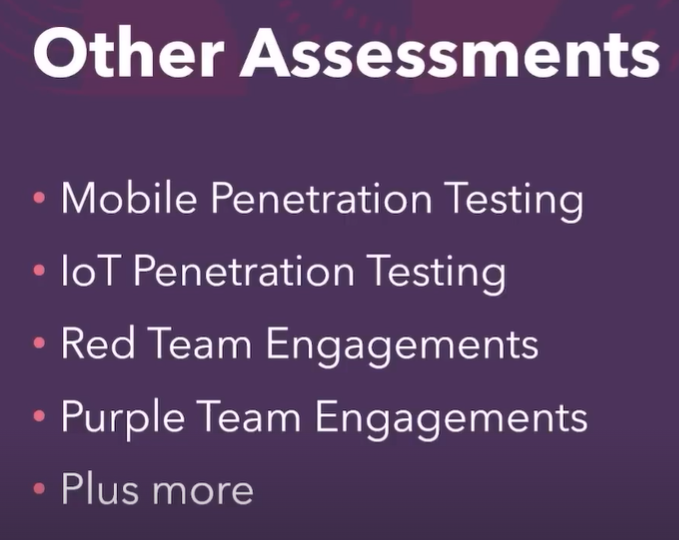 Other Assessments
• Mobile Penetration Testing
• IoT Penetration Testing
• Red Team Engagements
• Purple Team Engagements
• Plus more